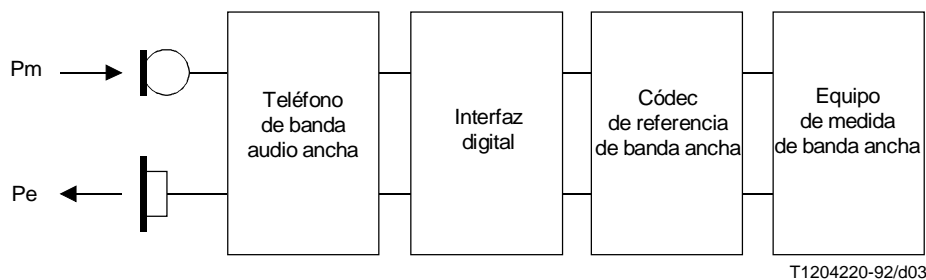 Pm
Pe
Teléfono
de banda
audio ancha
Interfaz
digital
Códec
de referencia
de banda ancha
Equipo
de medida
de banda ancha
T1204220-92/d03